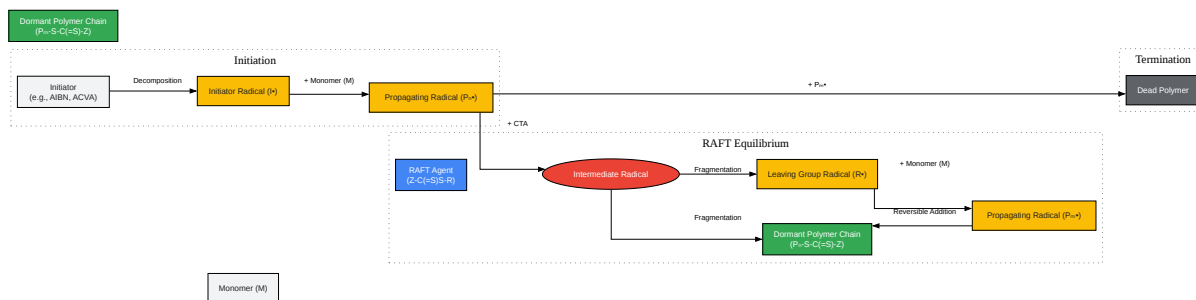 Dormant Polymer Chain
(Pₘ-S-C(=S)-Z)
Initiation
Termination
Initiator
(e.g., AIBN, ACVA)
Decomposition
Initiator Radical (I•)
+ Monomer (M)
Propagating Radical (Pₙ•)
+ Pₘ•
Dead Polymer
+ CTA
RAFT Equilibrium
RAFT Agent
(Z-C(=S)S-R)
Intermediate Radical
Fragmentation
Leaving Group Radical (R•)
+ Monomer (M)
Reversible Addition
Propagating Radical (Pₘ•)
Fragmentation
Dormant Polymer Chain
(Pₙ-S-C(=S)-Z)
Monomer (M)